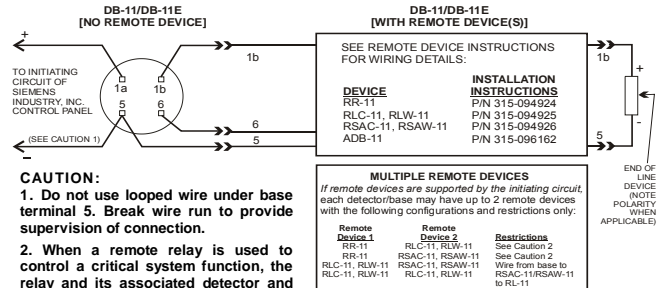 DB-11/DB-11E
[NO REMOTE DEVICE]
DB-11/DB-11E
[WITH REMOTE DEVICE(S)]
+
TO INITIATING
CIRCUIT OF
SIEMENS
INDUSTRY, INC.
CONTROL PANEL
(SEE CAUTION 1)
–
1a
1b
5
6
1b
6
5
SEE REMOTE DEVICE INSTRUCTIONS
FOR WIRING DETAILS:
DEVICE INSTALLATION INSTRUCTIONS
RR-11 P/N 315-094924
RLC-11, RLW-11 P/N 315-094925
RSAC-11, RSAW-11 P/N 315-094926
ADB-11 P/N 315-096162
1b
+
-
5
END OF
LINE
DEVICE
(NOTE
POLARITY
WHEN
APPLICABLE)
CAUTION:
1. Do not use looped wire under base
terminal 5. Break wire run to provide
supervision of connection.
2. When a remote relay is used to
control a critical system function, the
relay and its associated detector and
MULTIPLE REMOTE DEVICES
If remote devices are supported by the initiating circuit,
each detector/base may have up to 2 remote devices
with the following configurations and restrictions only:
Remote Device 1 Remote Device 2 Restrictions
RR-11 RLC-11, RLW-11 See Caution 2
RR-11 RSAC-11, RSAW-11 See Caution 2
RLC-11, RLW-11 RSAC-11, RSAW-11 Wire from base to
RLC-11, RLW-11 RLC-11, RLW-11 RSAC-11/RSAW-11
to RL-11